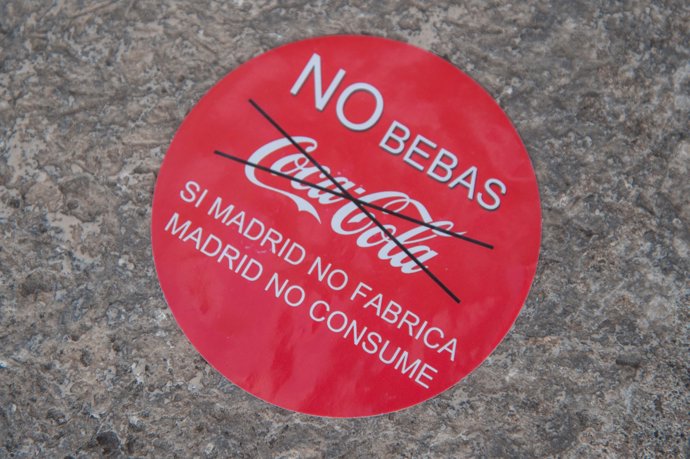 NO BEBAS
Coca-Cola
SI MADRID NO FABRICA
MADRID NO CONSUME